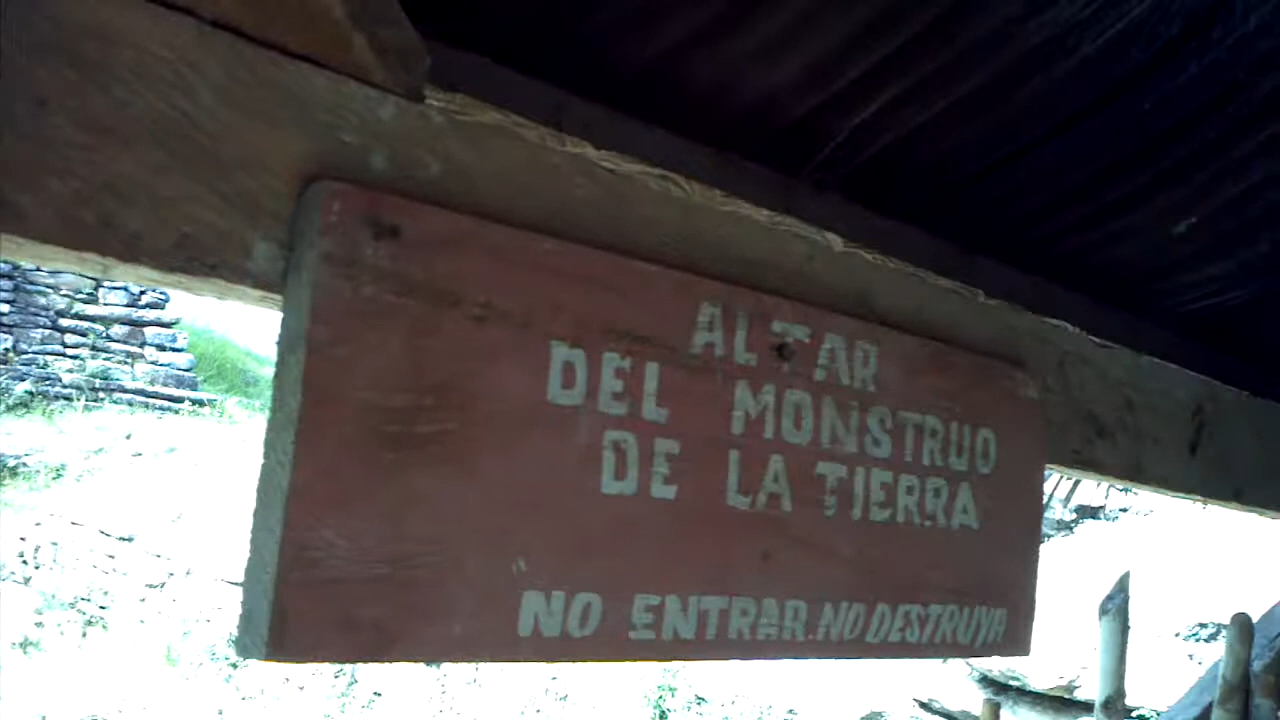 ALTAR
DEL MONSTRUO
DE LA TIERRA
NO ENTRAR. NO DESTRUYA